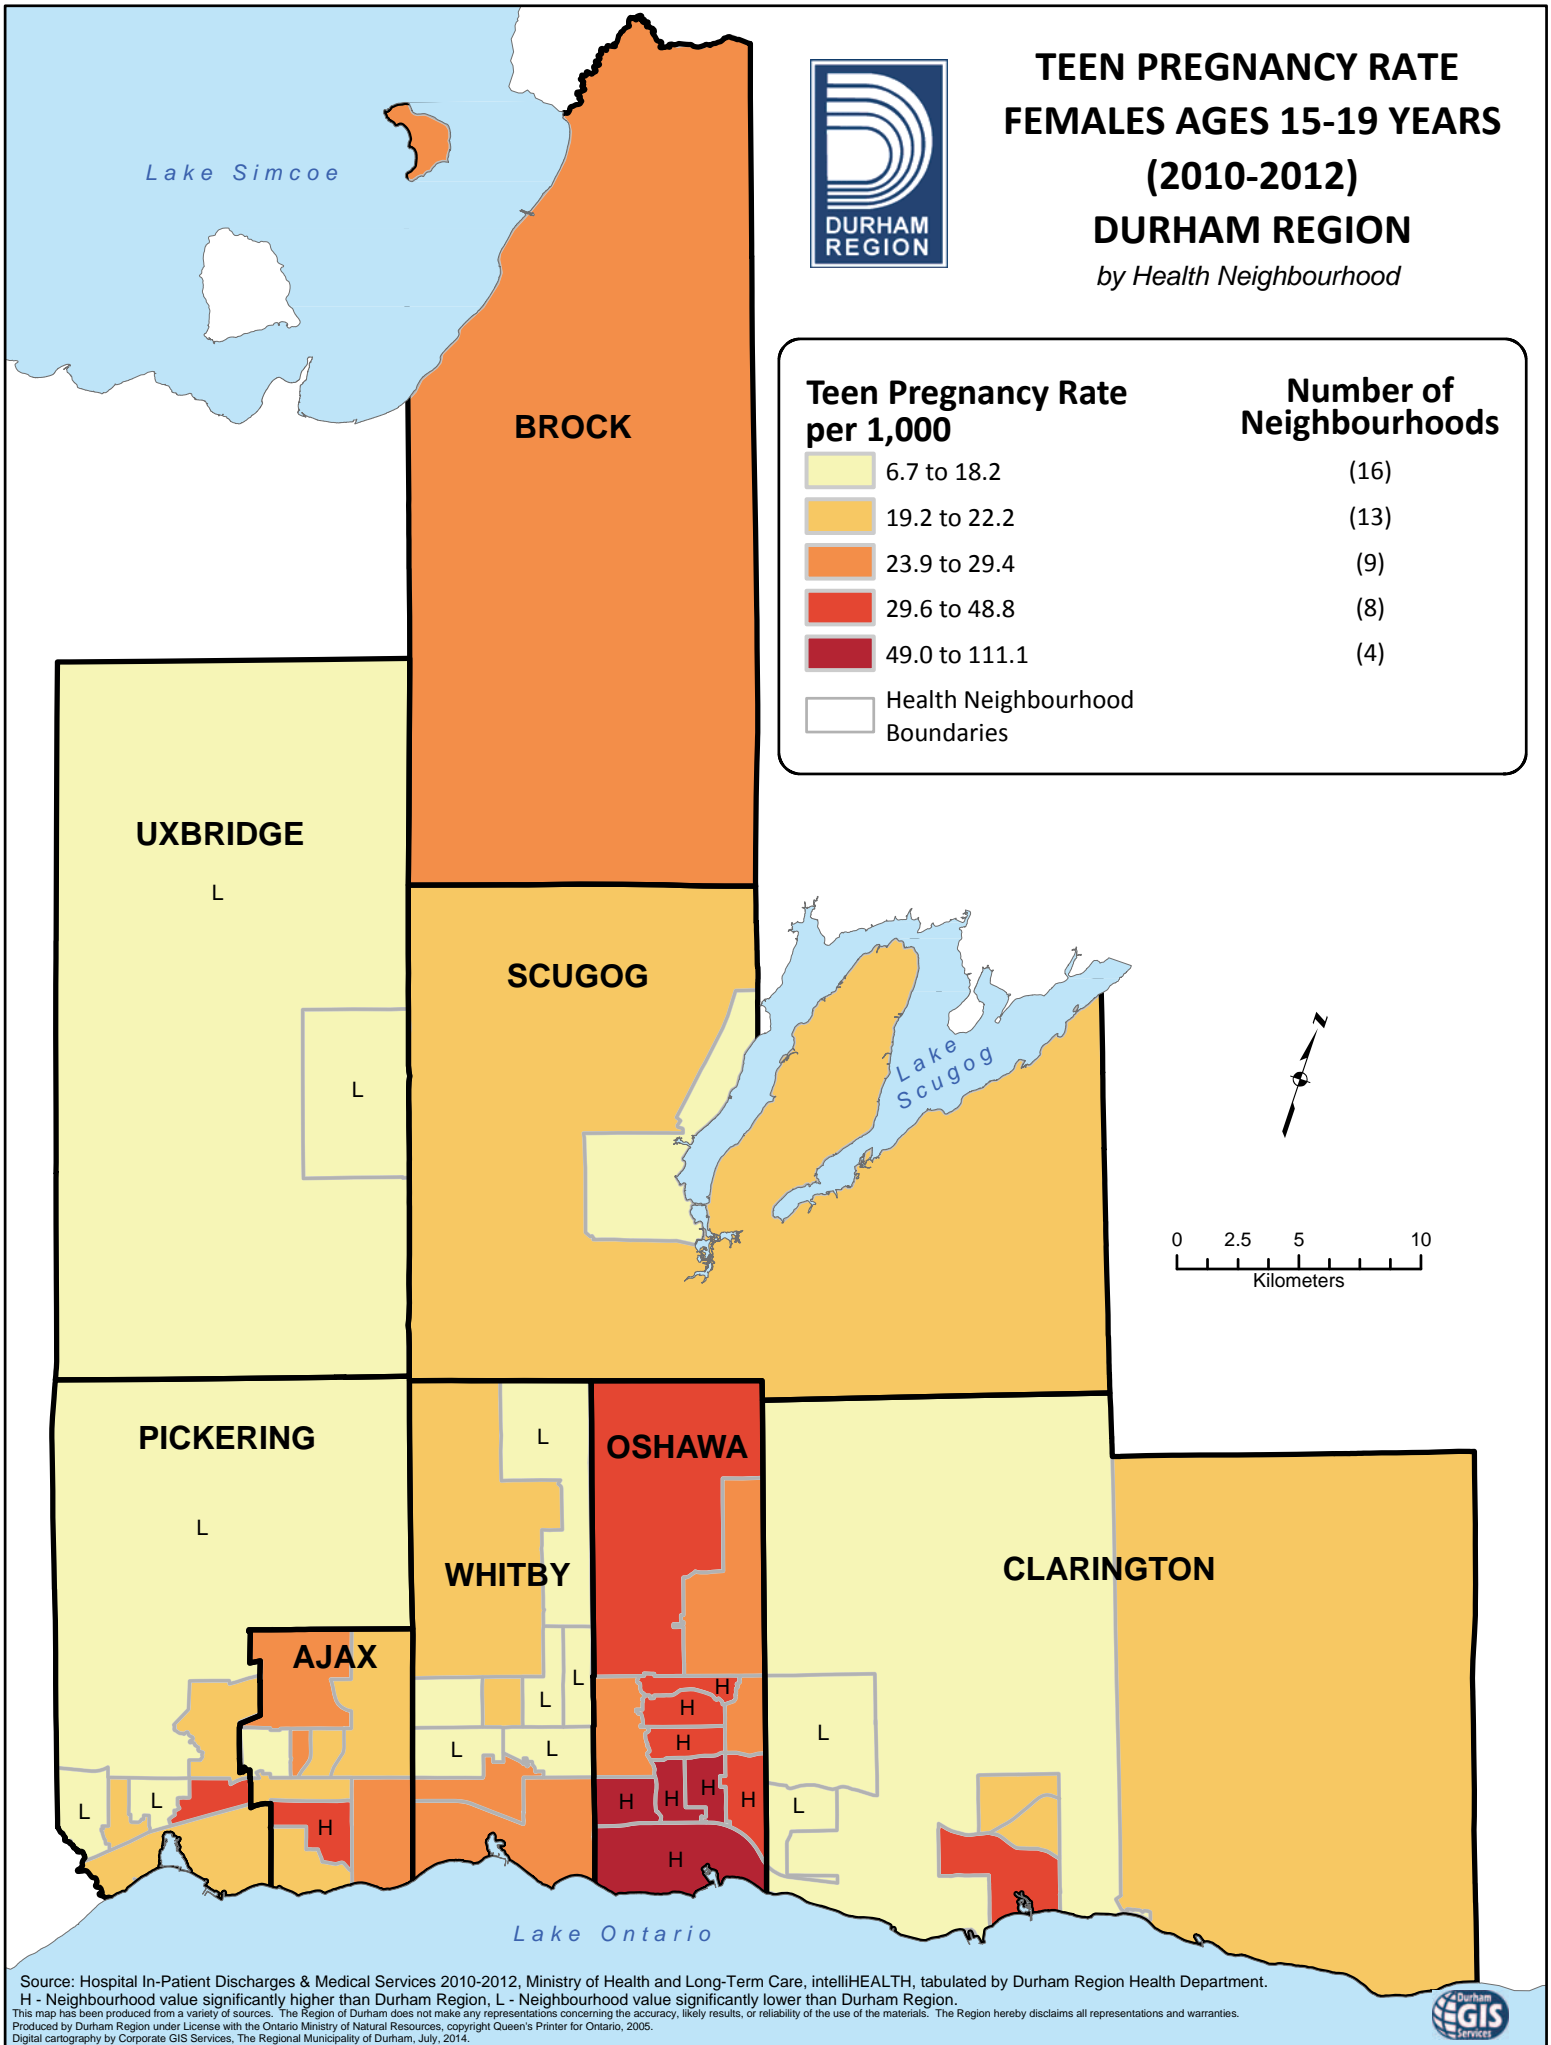 TEEN PREGNANCY RATE
FEMALES AGES 15-19 YEARS
(2010-2012)
DURHAM REGION
by Health Neighbourhood
DURHAM
REGION
Lake Simcoe
Teen Pregnancy Rate
per 1,000
Number of
Neighbourhoods
6.7 to 18.2 (16)
19.2 to 22.2 (13)
23.9 to 29.4 (9)
29.6 to 48.8 (8)
49.0 to 111.1 (4)
Health Neighbourhood
Boundaries
BROCK
UXBRIDGE
L
SCUGOG
L
Lake
Scugog
N
0 2.5 5 10
Kilometers
PICKERING
L
OSHAWA
L
WHITBY
CLARINGTON
AJAX
L
H
L
H
L
H
L
L
L
L
H
H
H
H
L
L
H
H
Lake Ontario
Source: Hospital In-Patient Discharges & Medical Services 2010-2012, Ministry of Health and Long-Term Care, intelliHEALTH, tabulated by Durham Region Health Department.
H - Neighbourhood value significantly higher than Durham Region, L - Neighbourhood value significantly lower than Durham Region.
This map has been produced from a variety of sources. The Region of Durham does not make any representations concerning the accuracy, likely results, or reliability of the use of the materials. The Region hereby disclaims all representations and warranties.
Produced by Durham Region under License with the Ontario Ministry of Natural Resources, copyright Queen's Printer for Ontario, 2005.
Digital cartography by Corporate GIS Services, The Regional Municipality of Durham, July, 2014.
Durham
GIS
Services